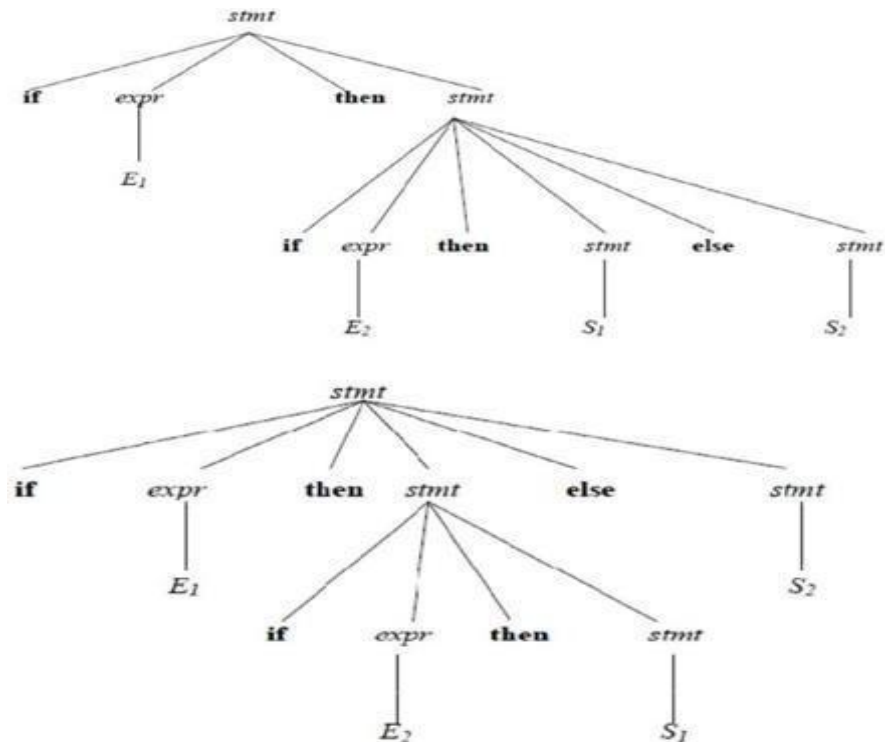 stmt
if expr then stmt
E₁
if expr then stmt else stmt
E₂ S₁ S₂
stmt
if expr then stmt else stmt
E₁ S₂
if expr then stmt
E₂ S₁